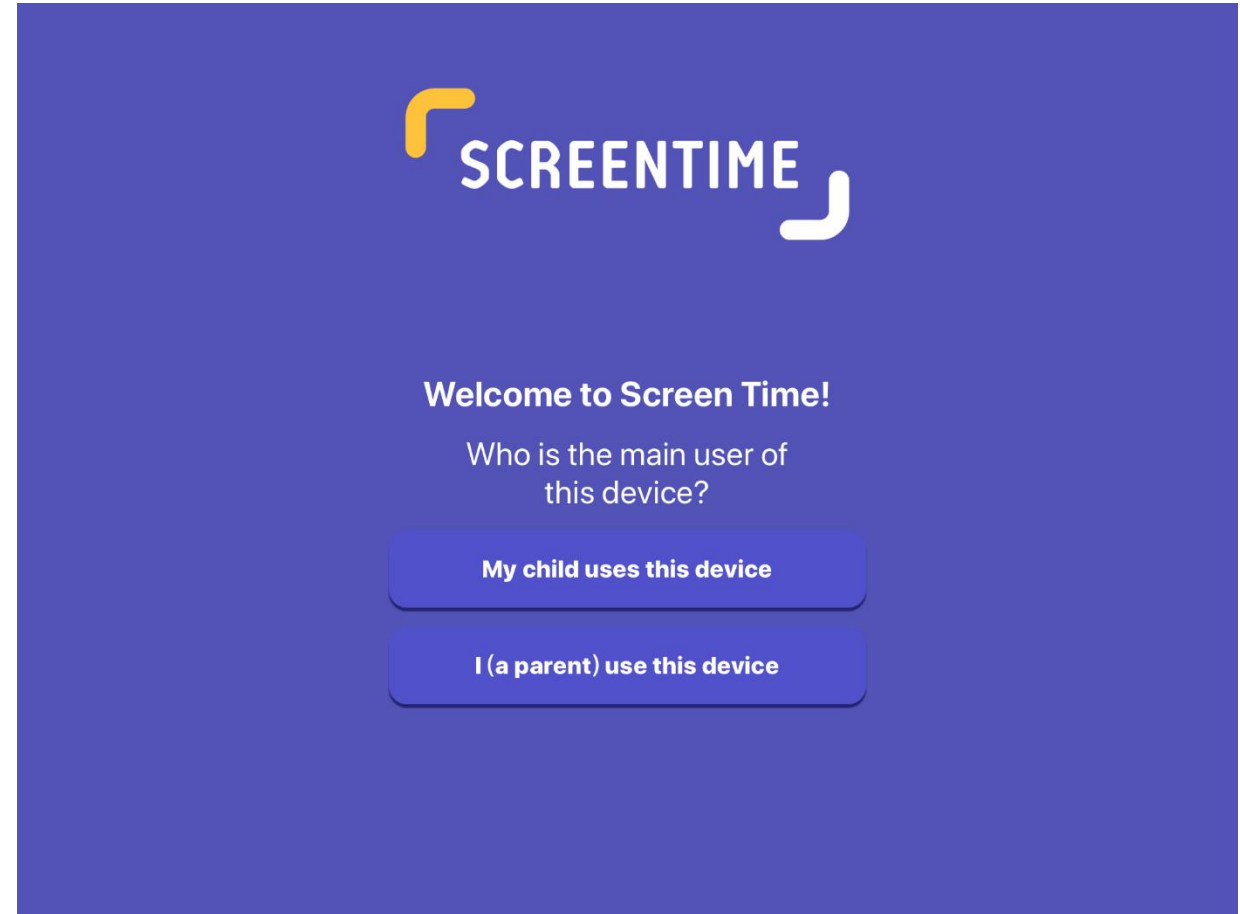 SCREENTIME
Welcome to Screen Time!
Who is the main user of
this device?
My child uses this device
I (a parent) use this device